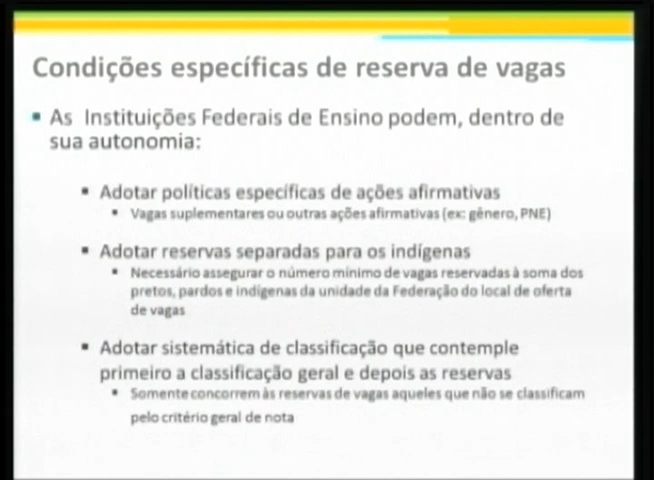 Condições específicas de reserva de vagas
As Instituições Federais de Ensino podem, dentro de
sua autonomia:
Adotar políticas específicas de ações afirmativas
Vagas suplementares ou outras ações afirmativas (ex: gênero, PNE)
Adotar reservas separadas para os indígenas
Necessário assegurar o número mínimo de vagas reservadas à soma dos
pretos, pardos e indígenas da unidade da Federação do local de oferta
de vagas
Adotar sistemática de classificação que contemple
primeiro a classificação geral e depois as reservas
Somente concorrem às reservas de vagas aqueles que não se classificam
pelo critério geral de nota